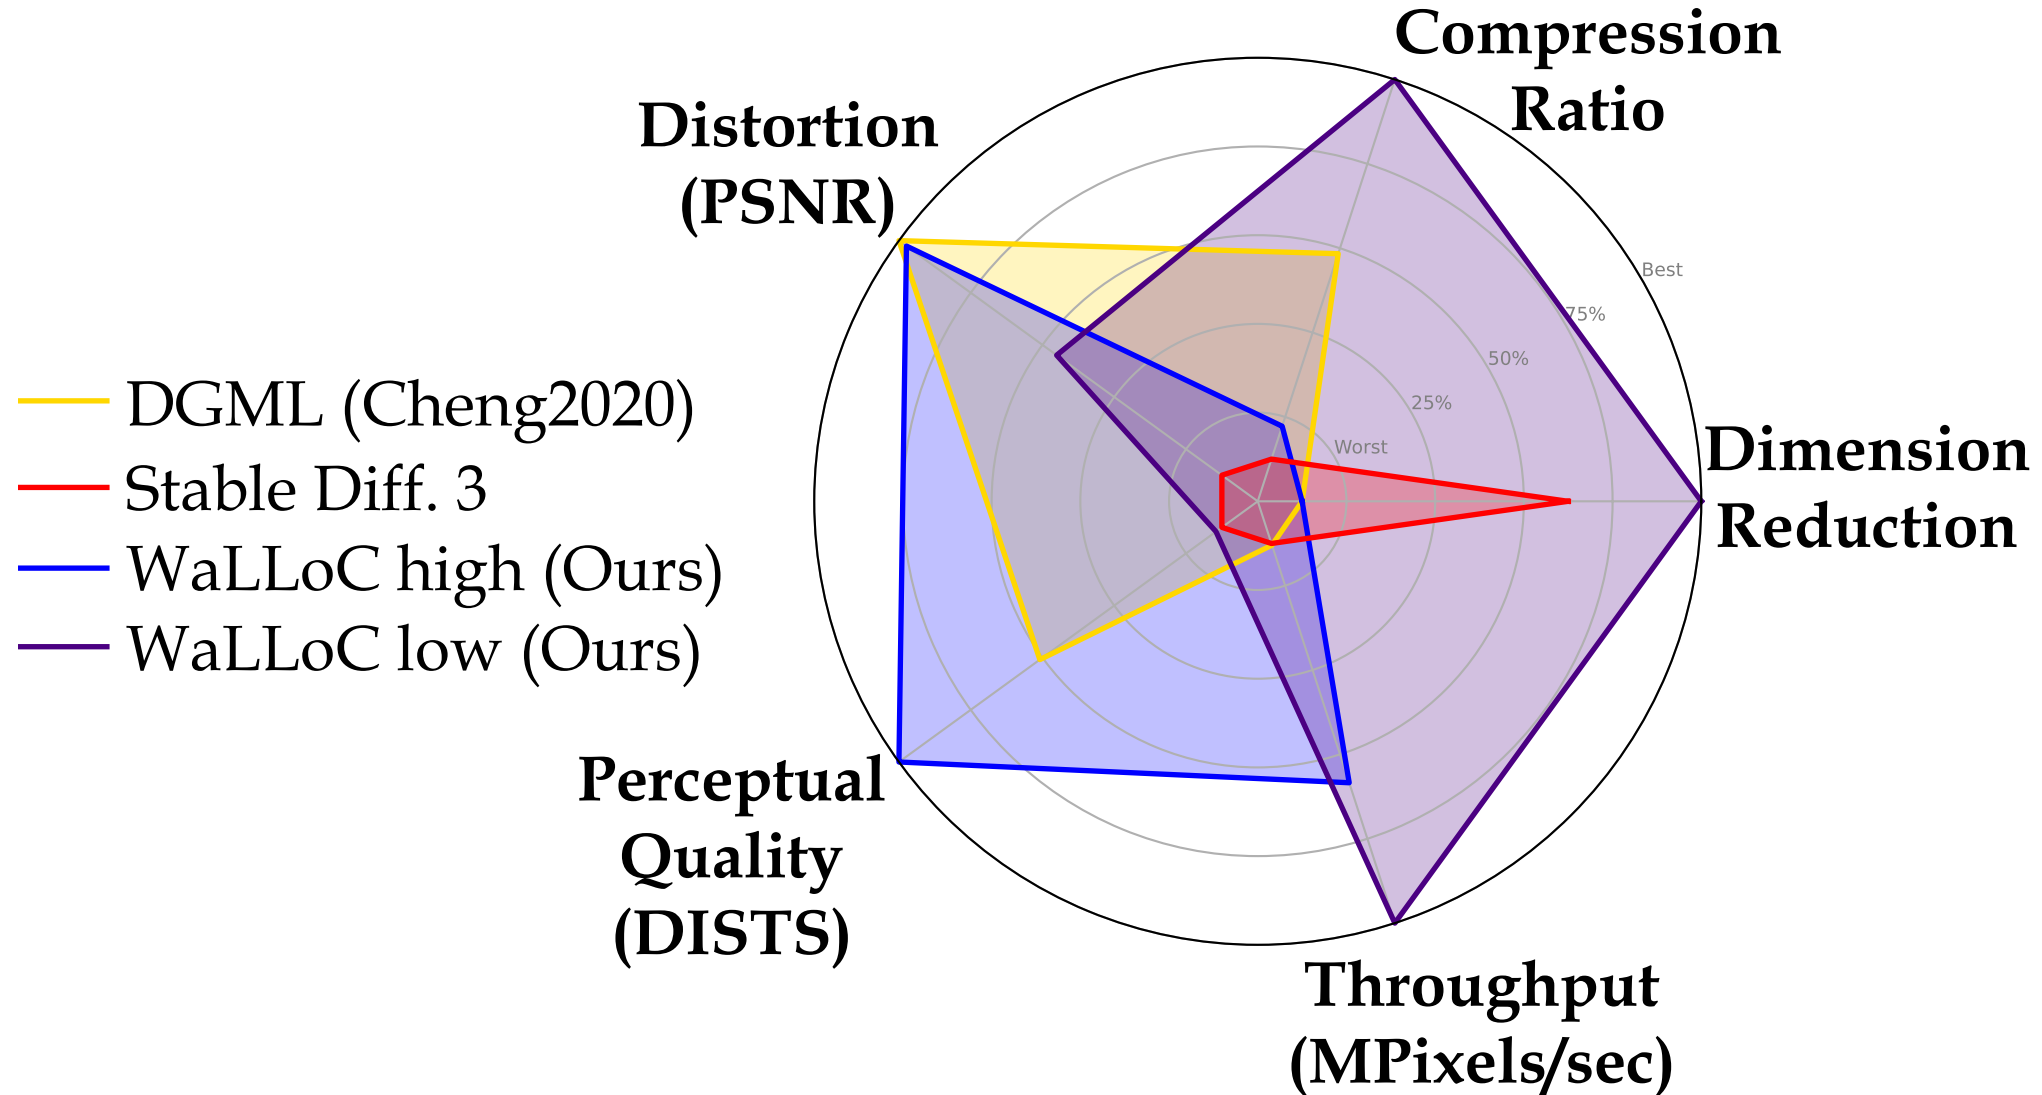 Compression
Ratio
Distortion
(PSNR)
Best
75%
50%
25%
Worst
DGML (Cheng2020)
Stable Diff. 3
WaLLoC high (Ours)
WaLLoC low (Ours)
Dimension
Reduction
Perceptual
Quality
(DISTS)
Throughput
(MPixels/sec)